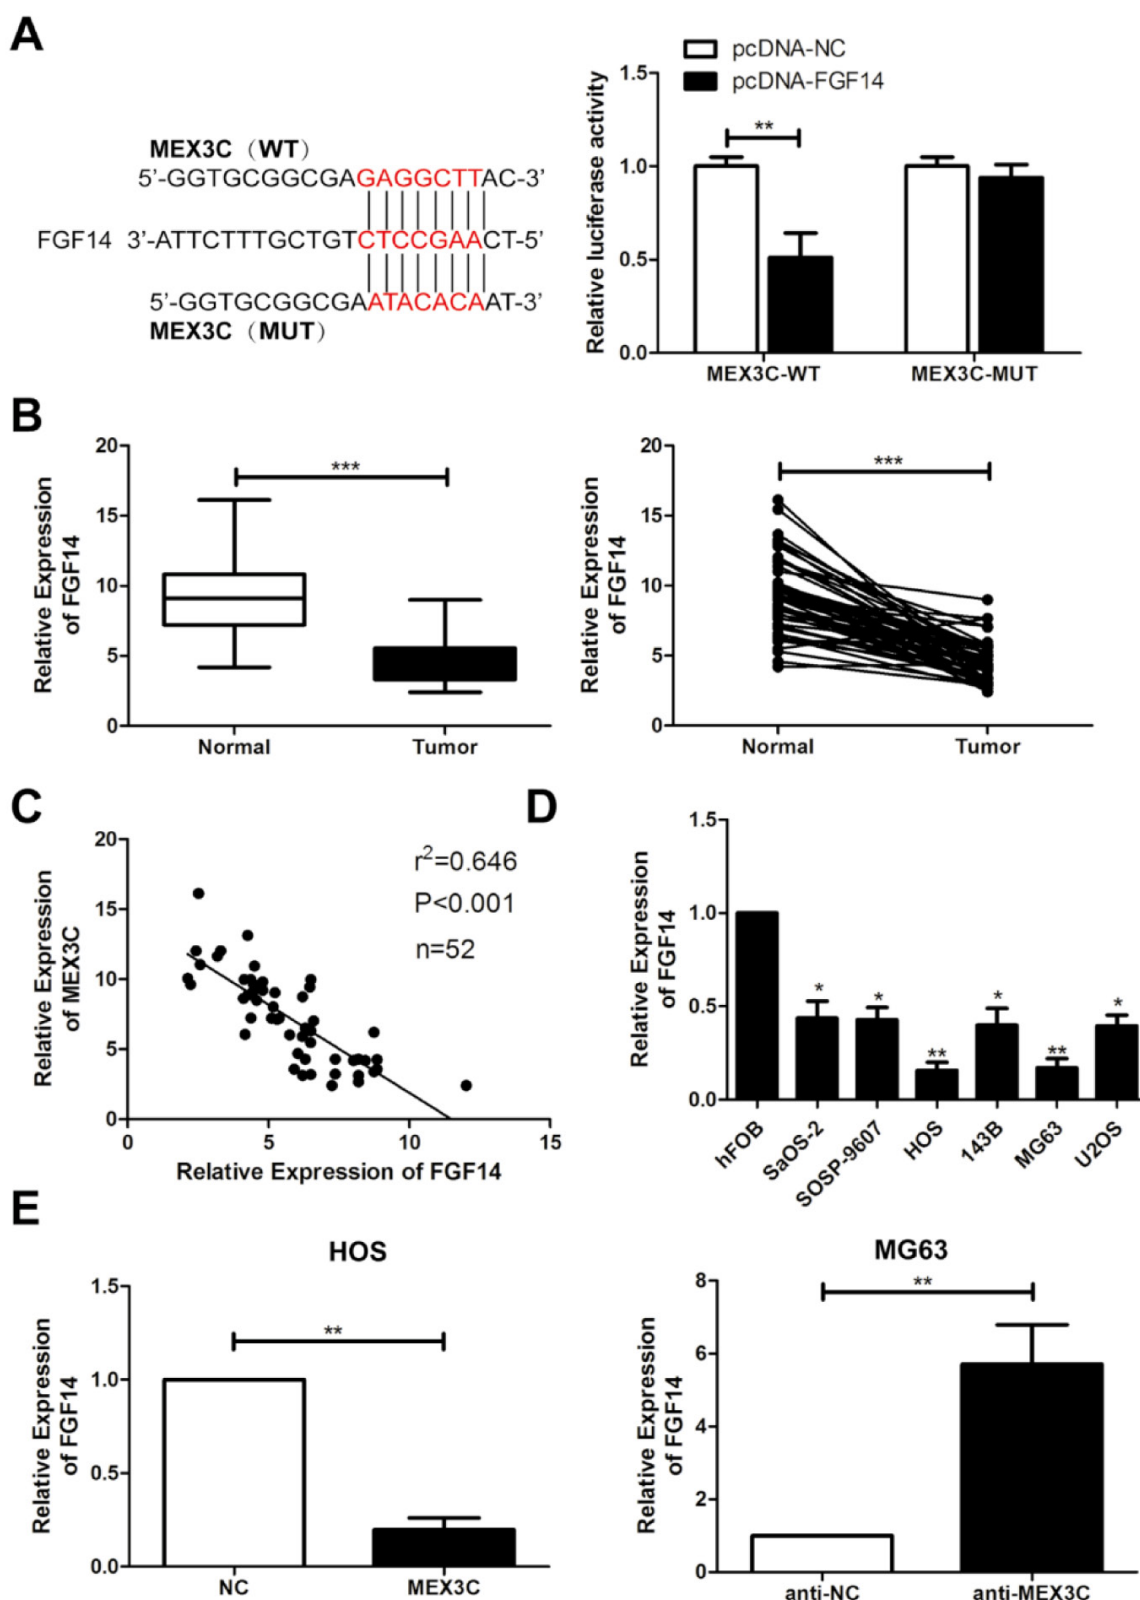 A
pcDNA-NC
pcDNA-FGF14
MEX3C (WT)
5'-GGTGCGGCGAGAGGCTTAC-3'
FGF14 3'-ATTCTTTGCTGTCTCCGAACT-5'
5'-GGTGCGGCGAATACACAAT-3'
MEX3C (MUT)
Relative luciferase activity
1.5
1.0
0.5
0.0
**
MEX3C-WT
MEX3C-MUT
B
Relative Expression
of FGF14
20
15
10
5
0
***
Normal
Tumor
Relative Expression
of FGF14
20
15
10
5
0
***
Normal
Tumor
C
Relative Expression
of MEX3C
20
15
10
5
0
r²=0.646
P<0.001
n=52
0
5
10
15
Relative Expression of FGF14
D
Relative Expression
of FGF14
1.5
1.0
0.5
0.0
*
*
**
*
**
*
hFOB
SaOS-2
SOSP-9607
HOS
143B
MG63
U2OS
E
HOS
Relative Expression
of FGF14
1.5
1.0
0.5
0.0
**
NC
MEX3C
MG63
Relative Expression
of FGF14
8
6
4
2
0
**
anti-NC
anti-MEX3C